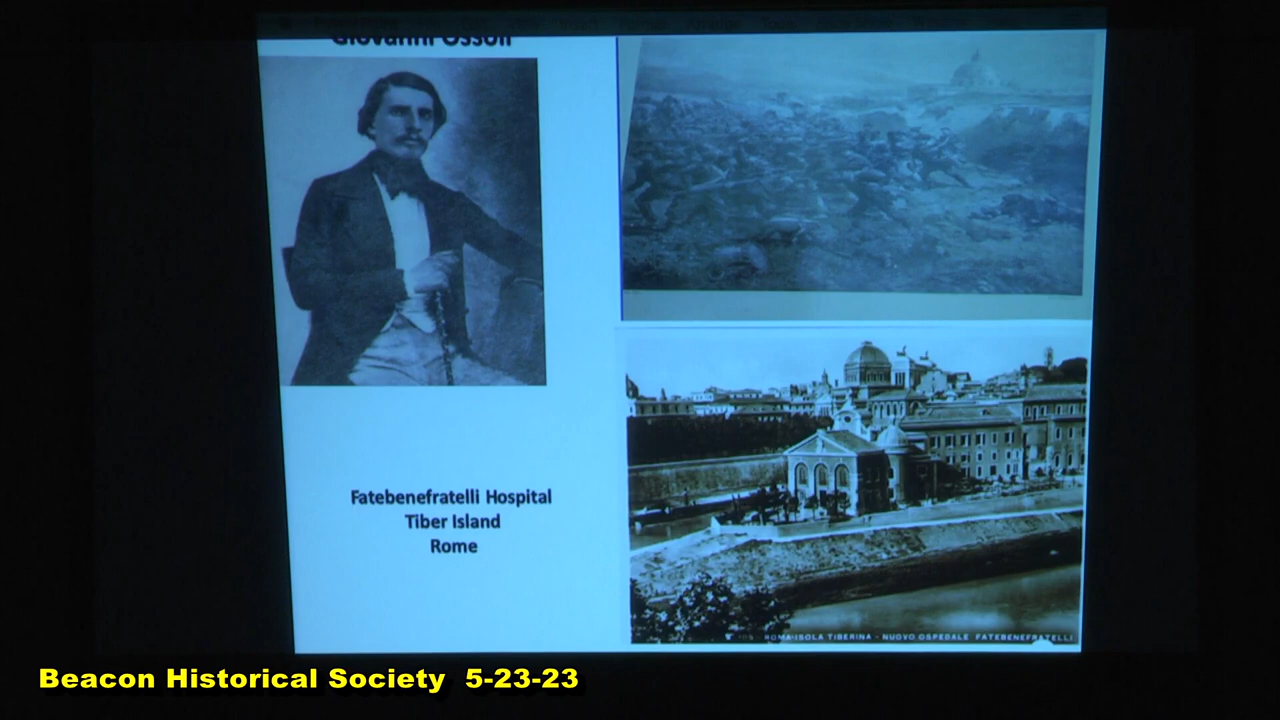 Giovanni Ossoli
Fatebenefratelli Hospital
Tiber Island
Rome
ROMA-ISOLA TIBERINA - NUOVO OSPEDALE FATEBENEFRATELLI
Beacon Historical Society 5-23-23